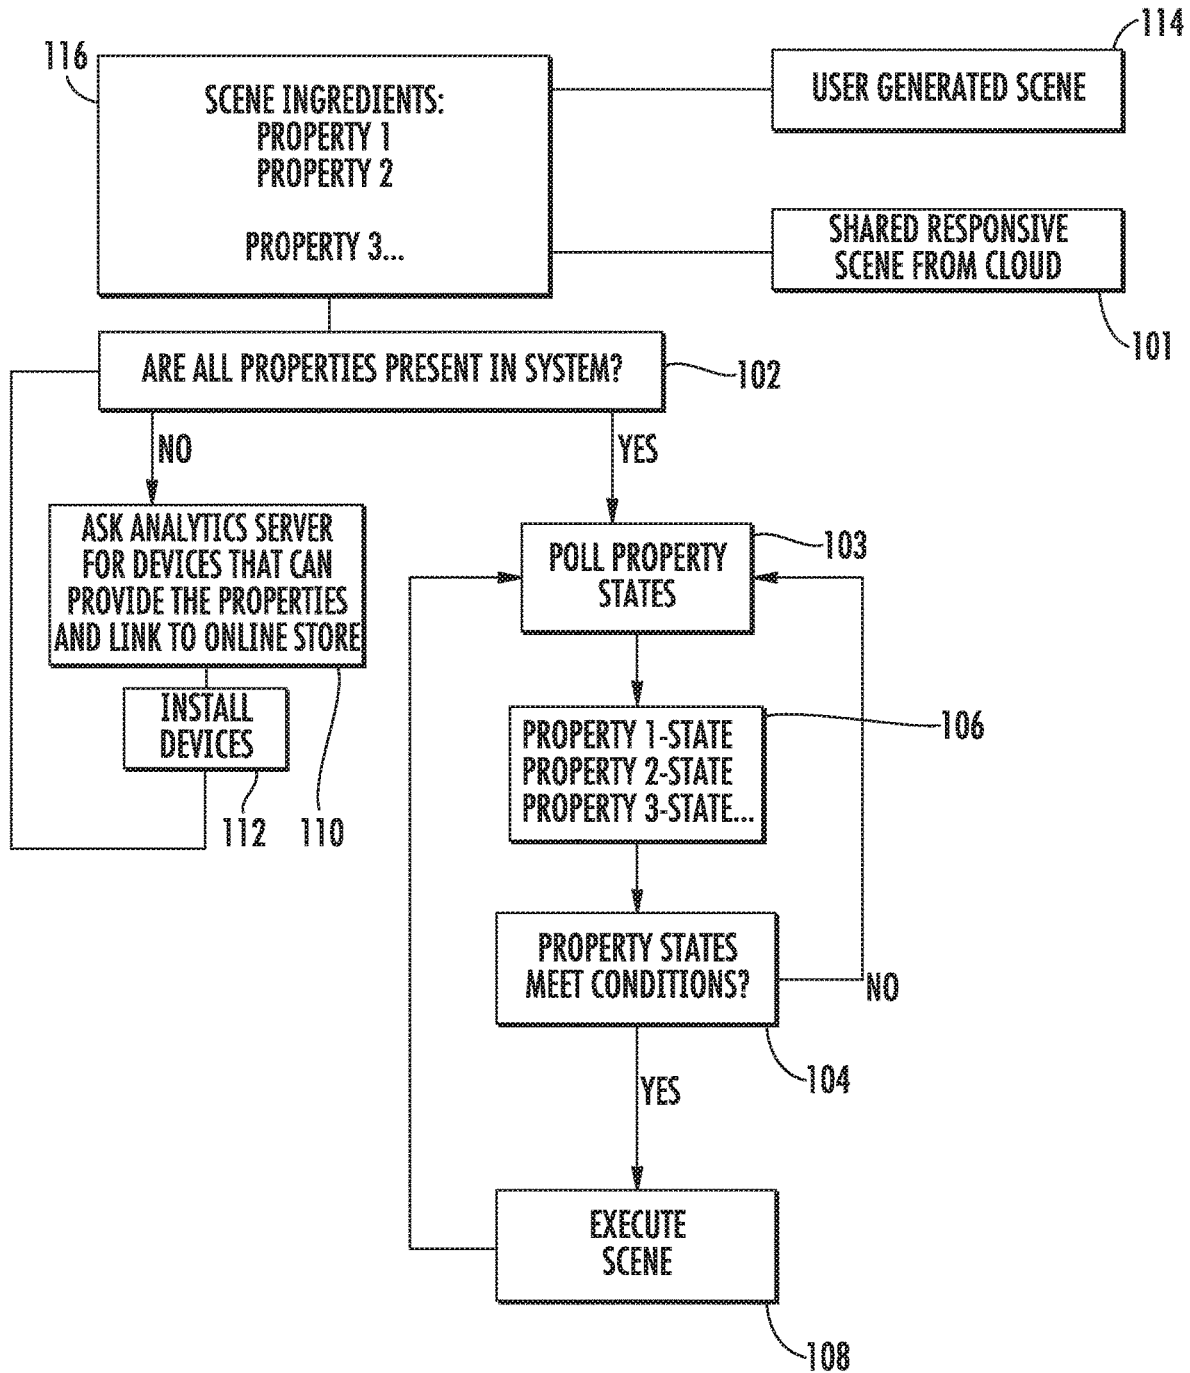 114
116
SCENE INGREDIENTS:
PROPERTY 1
PROPERTY 2
PROPERTY 3...
USER GENERATED SCENE
SHARED RESPONSIVE
SCENE FROM CLOUD
101
ARE ALL PROPERTIES PRESENT IN SYSTEM?
102
NO
YES
ASK ANALYTICS SERVER
FOR DEVICES THAT CAN
PROVIDE THE PROPERTIES
AND LINK TO ONLINE STORE
POLL PROPERTY
STATES
103
INSTALL
DEVICES
112
110
PROPERTY 1-STATE
PROPERTY 2-STATE
PROPERTY 3-STATE...
106
PROPERTY STATES
MEET CONDITIONS?
NO
104
YES
EXECUTE
SCENE
108